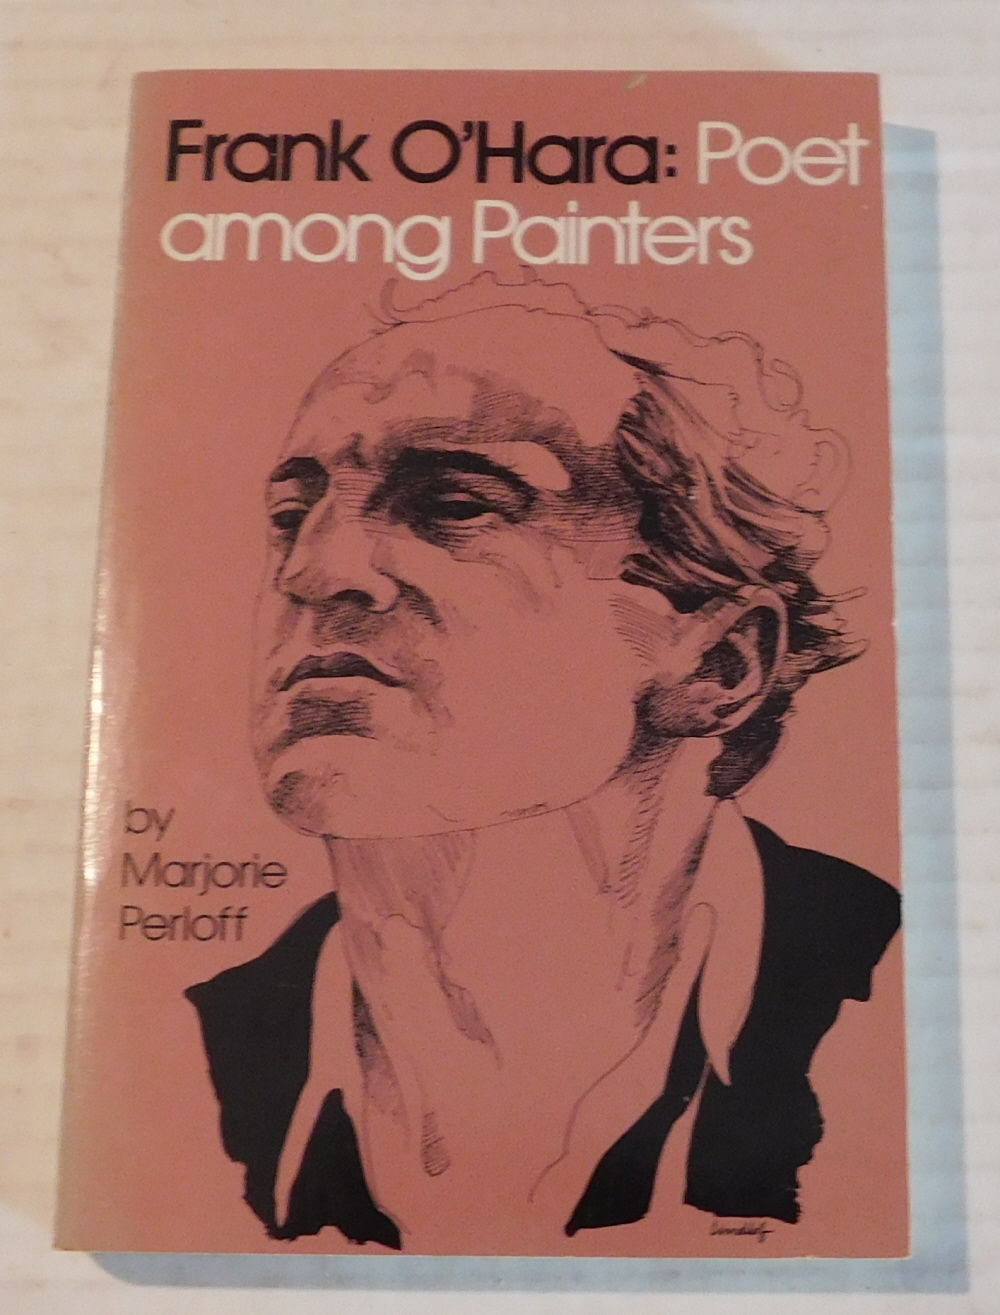 Frank O'Hara: Poet
among Painters
by
Marjorie
Perloff